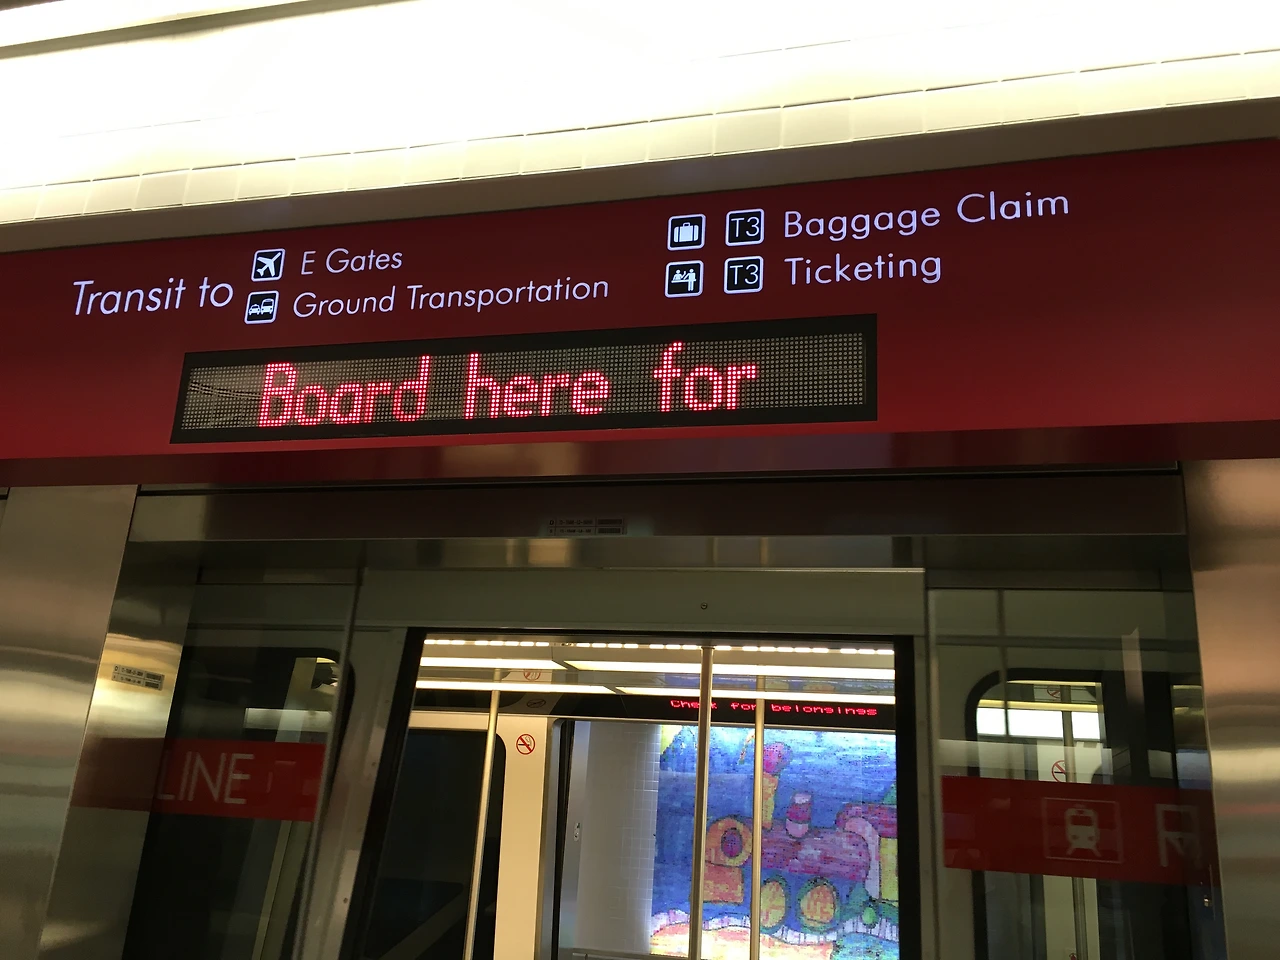 Transit to
E Gates
Ground Transportation
T3 Baggage Claim
T3 Ticketing
Board here for
Check for belongings
LINE